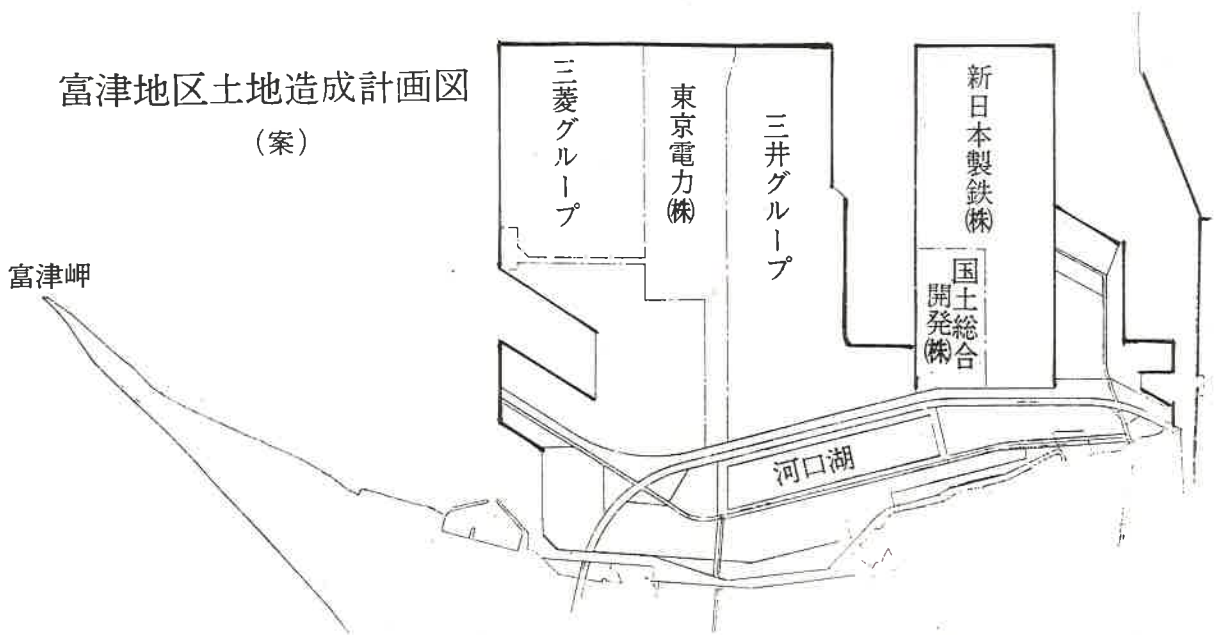 富津地区土地造成計画図
（案）
三菱グループ
東京電力㈱
三井グループ
新日本製鉄㈱
国土総合
開発㈱
富津岬
河口湖